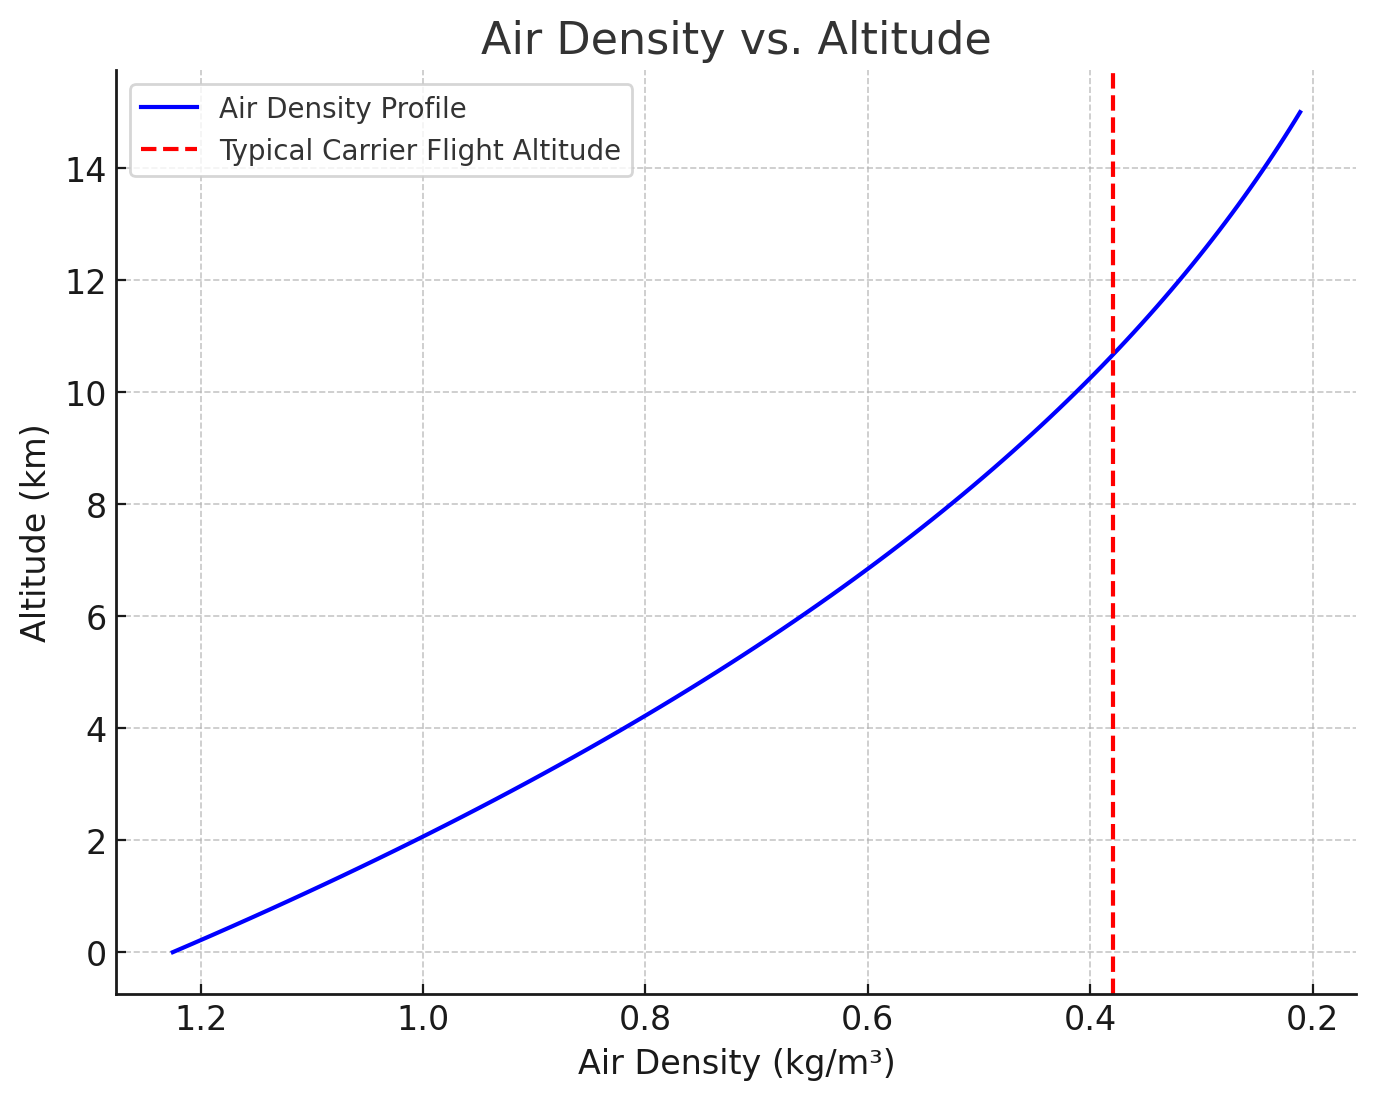 Air Density vs. Altitude
Air Density Profile
Typical Carrier Flight Altitude
14
12
10
8
6
4
2
0
Altitude (km)
1.2 1.0 0.8 0.6 0.4 0.2
Air Density (kg/m³)